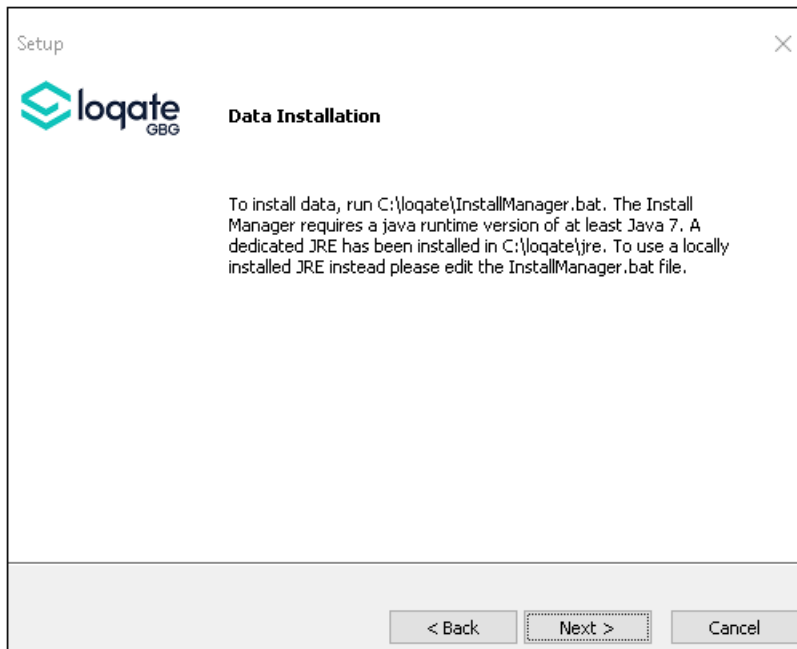 Setup
loqate
GBG
Data Installation
To install data, run C:\loqate\InstallManager.bat. The Install
Manager requires a java runtime version of at least Java 7. A
dedicated JRE has been installed in C:\loqate\jre. To use a locally
installed JRE instead please edit the InstallManager.bat file.
< Back
Next >
Cancel